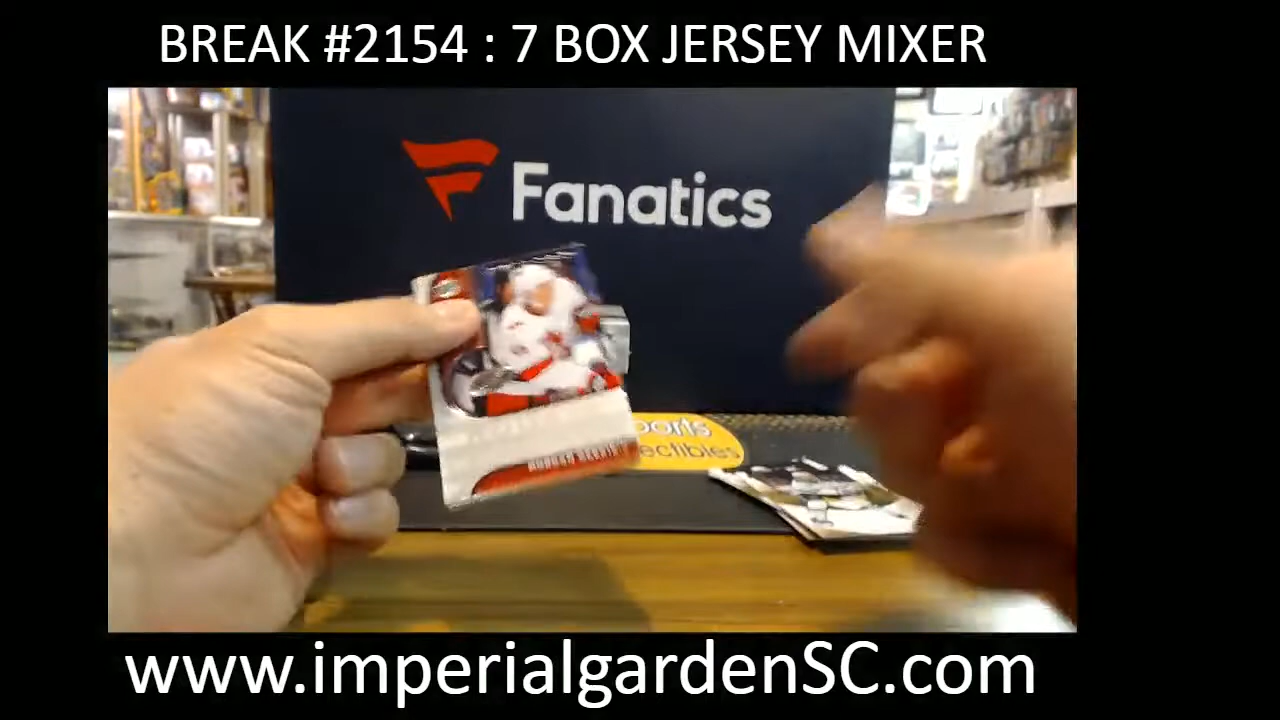 BREAK #2154 : 7 BOX JERSEY MIXER
Fanatics
www.imperialgardenSC.com